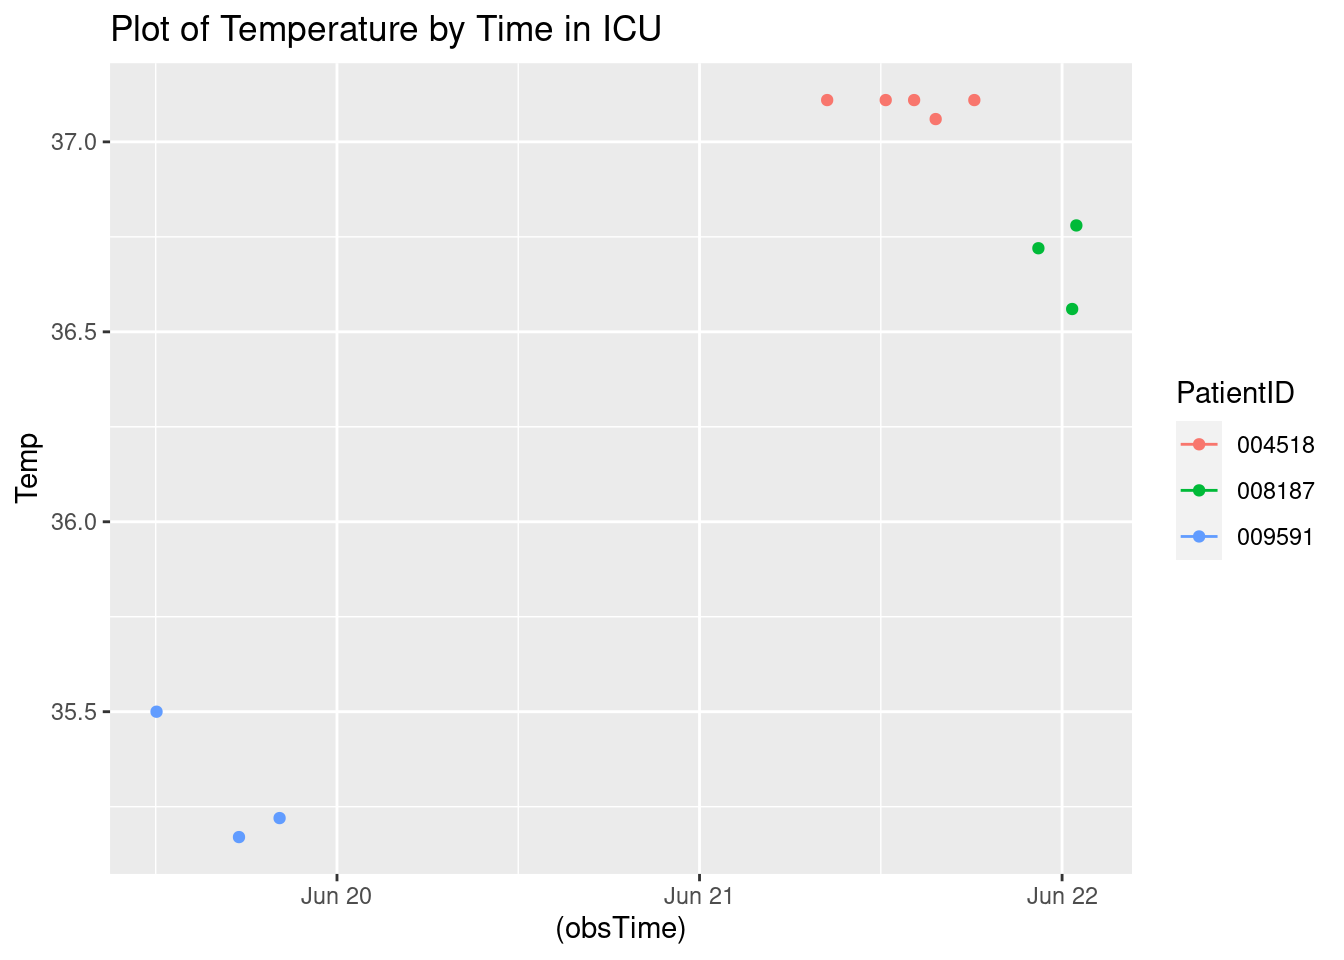 Plot of Temperature by Time in ICU
37.0
36.5
36.0
35.5
Temp
Jun 20 Jun 21 Jun 22
(obsTime)
PatientID
004518
008187
009591